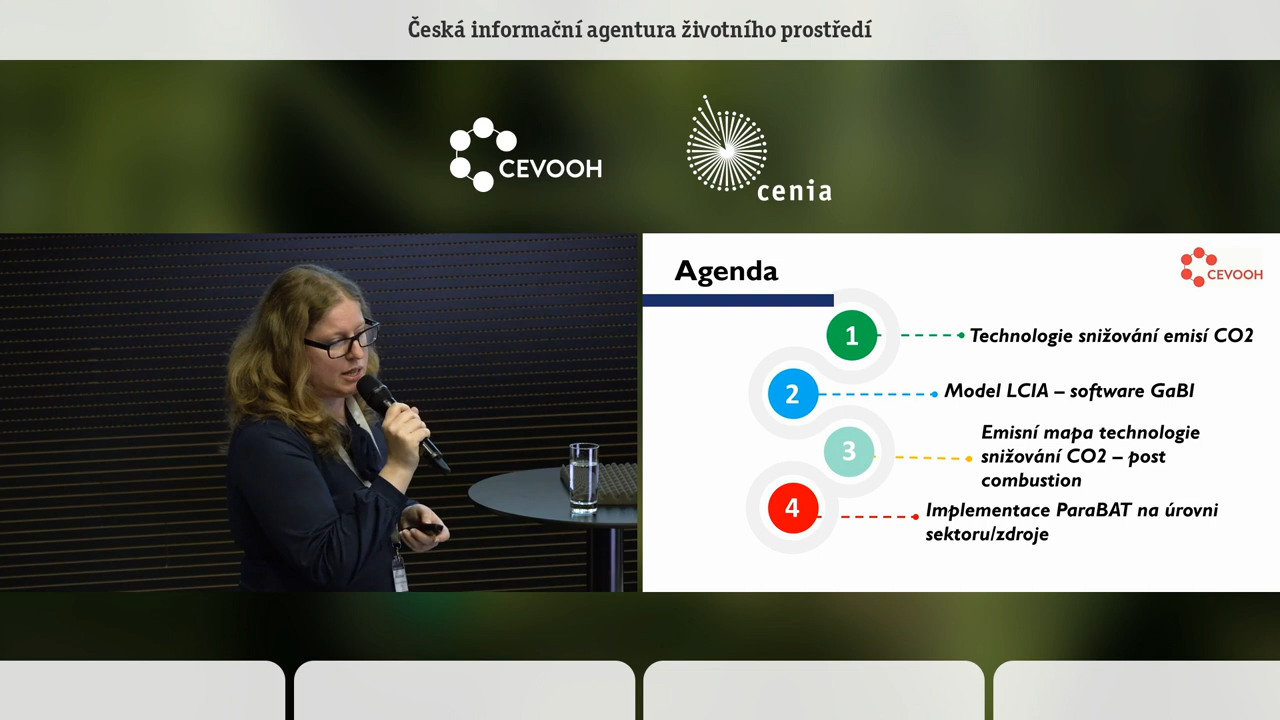 Česká informační agentura životního prostředí
CEVOOH
cenia
Agenda
CEVOOH
1
Technologie snižování emisí CO2
2
Model LCIA – software GaBI
3
Emisní mapa technologie
snižování CO2 – post
combustion
4
Implementace ParaBAT na úrovni
sektoru/zdroje